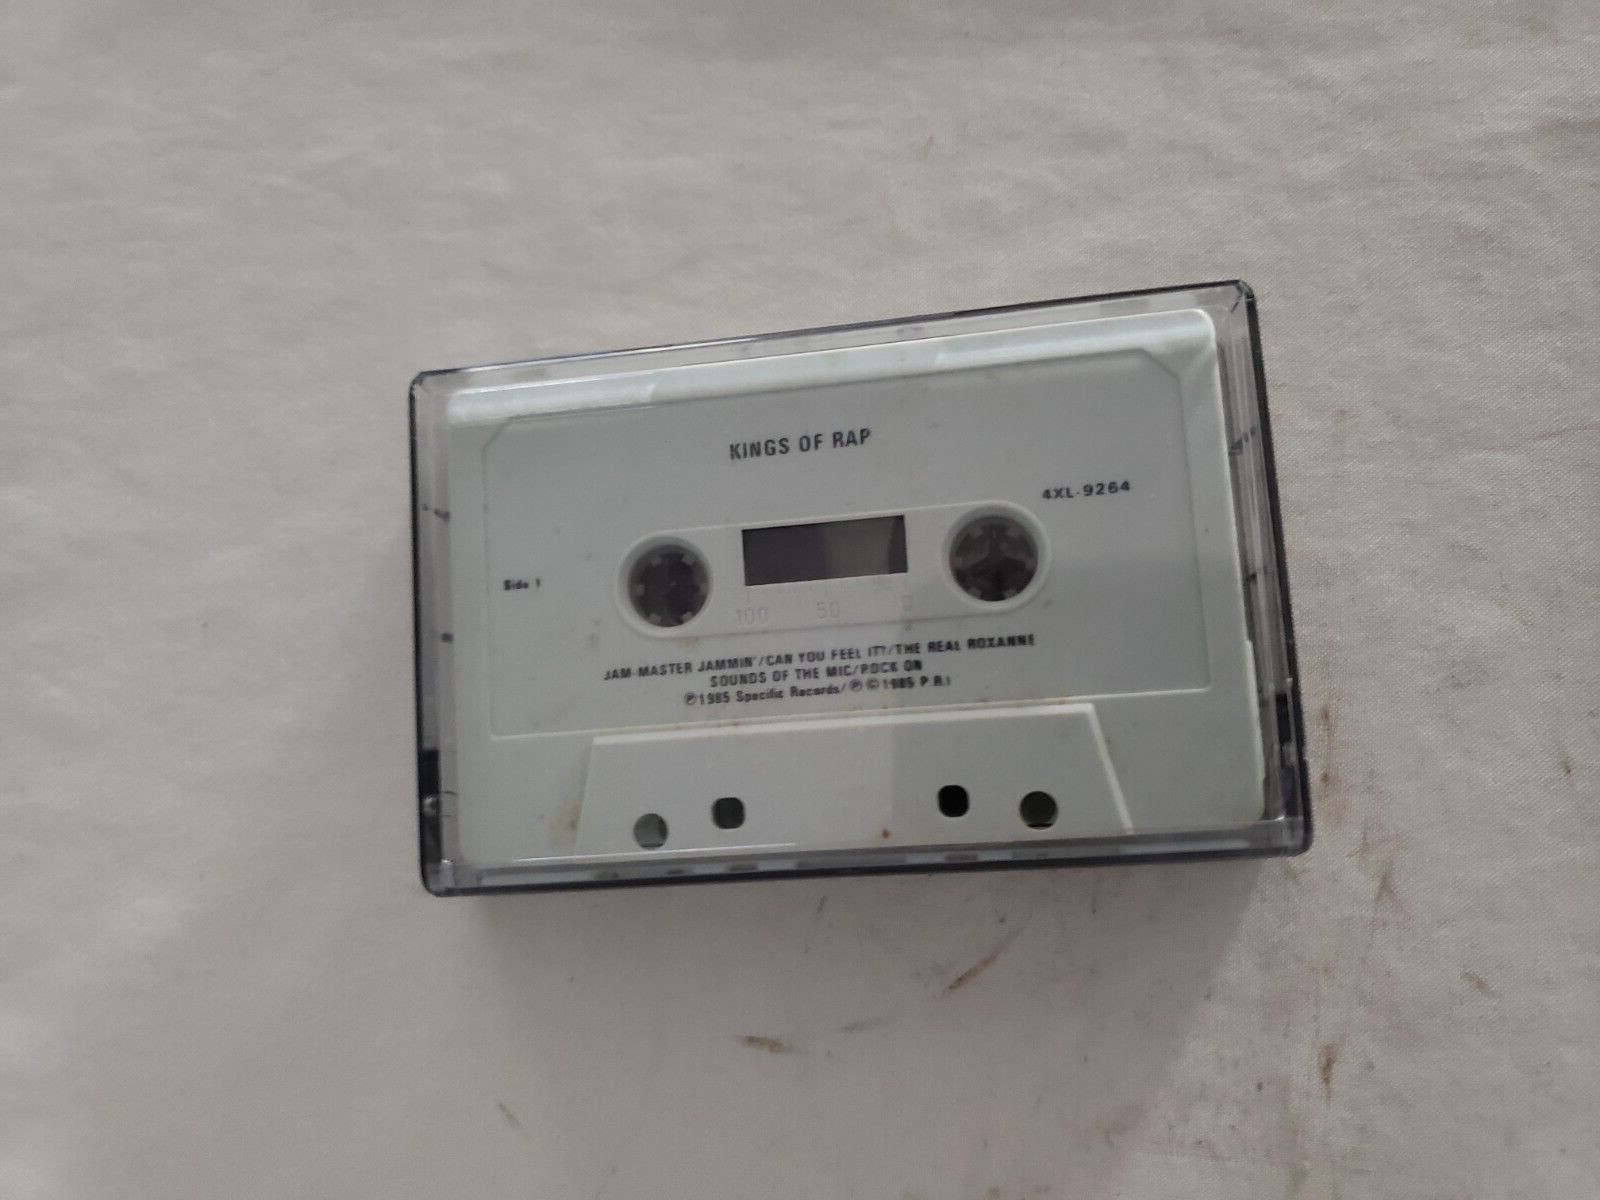 KINGS OF RAP
4XL-9264
Side 1
100 50 0
JAM-MASTER JAMMIN'/CAN YOU FEEL IT?/THE REAL ROXANNE
SOUNDS OF THE MIC/ROCK ON
℗1985 Specific Records/℗©1985 P.R.I